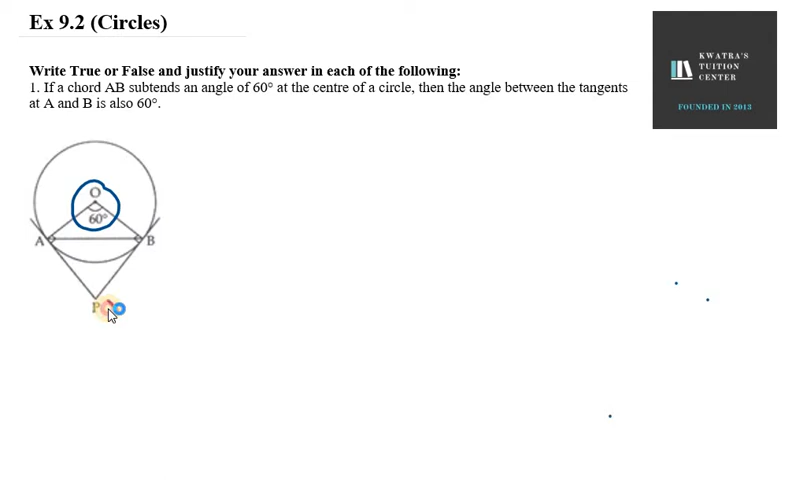 Ex 9.2 (Circles)
KWATRA'S
TUITION
CENTER
FOUNDED IN 2013
Write True or False and justify your answer in each of the following:
1. If a chord AB subtends an angle of 60° at the centre of a circle, then the angle between the tangents
at A and B is also 60°.
O
60°
A
B
P